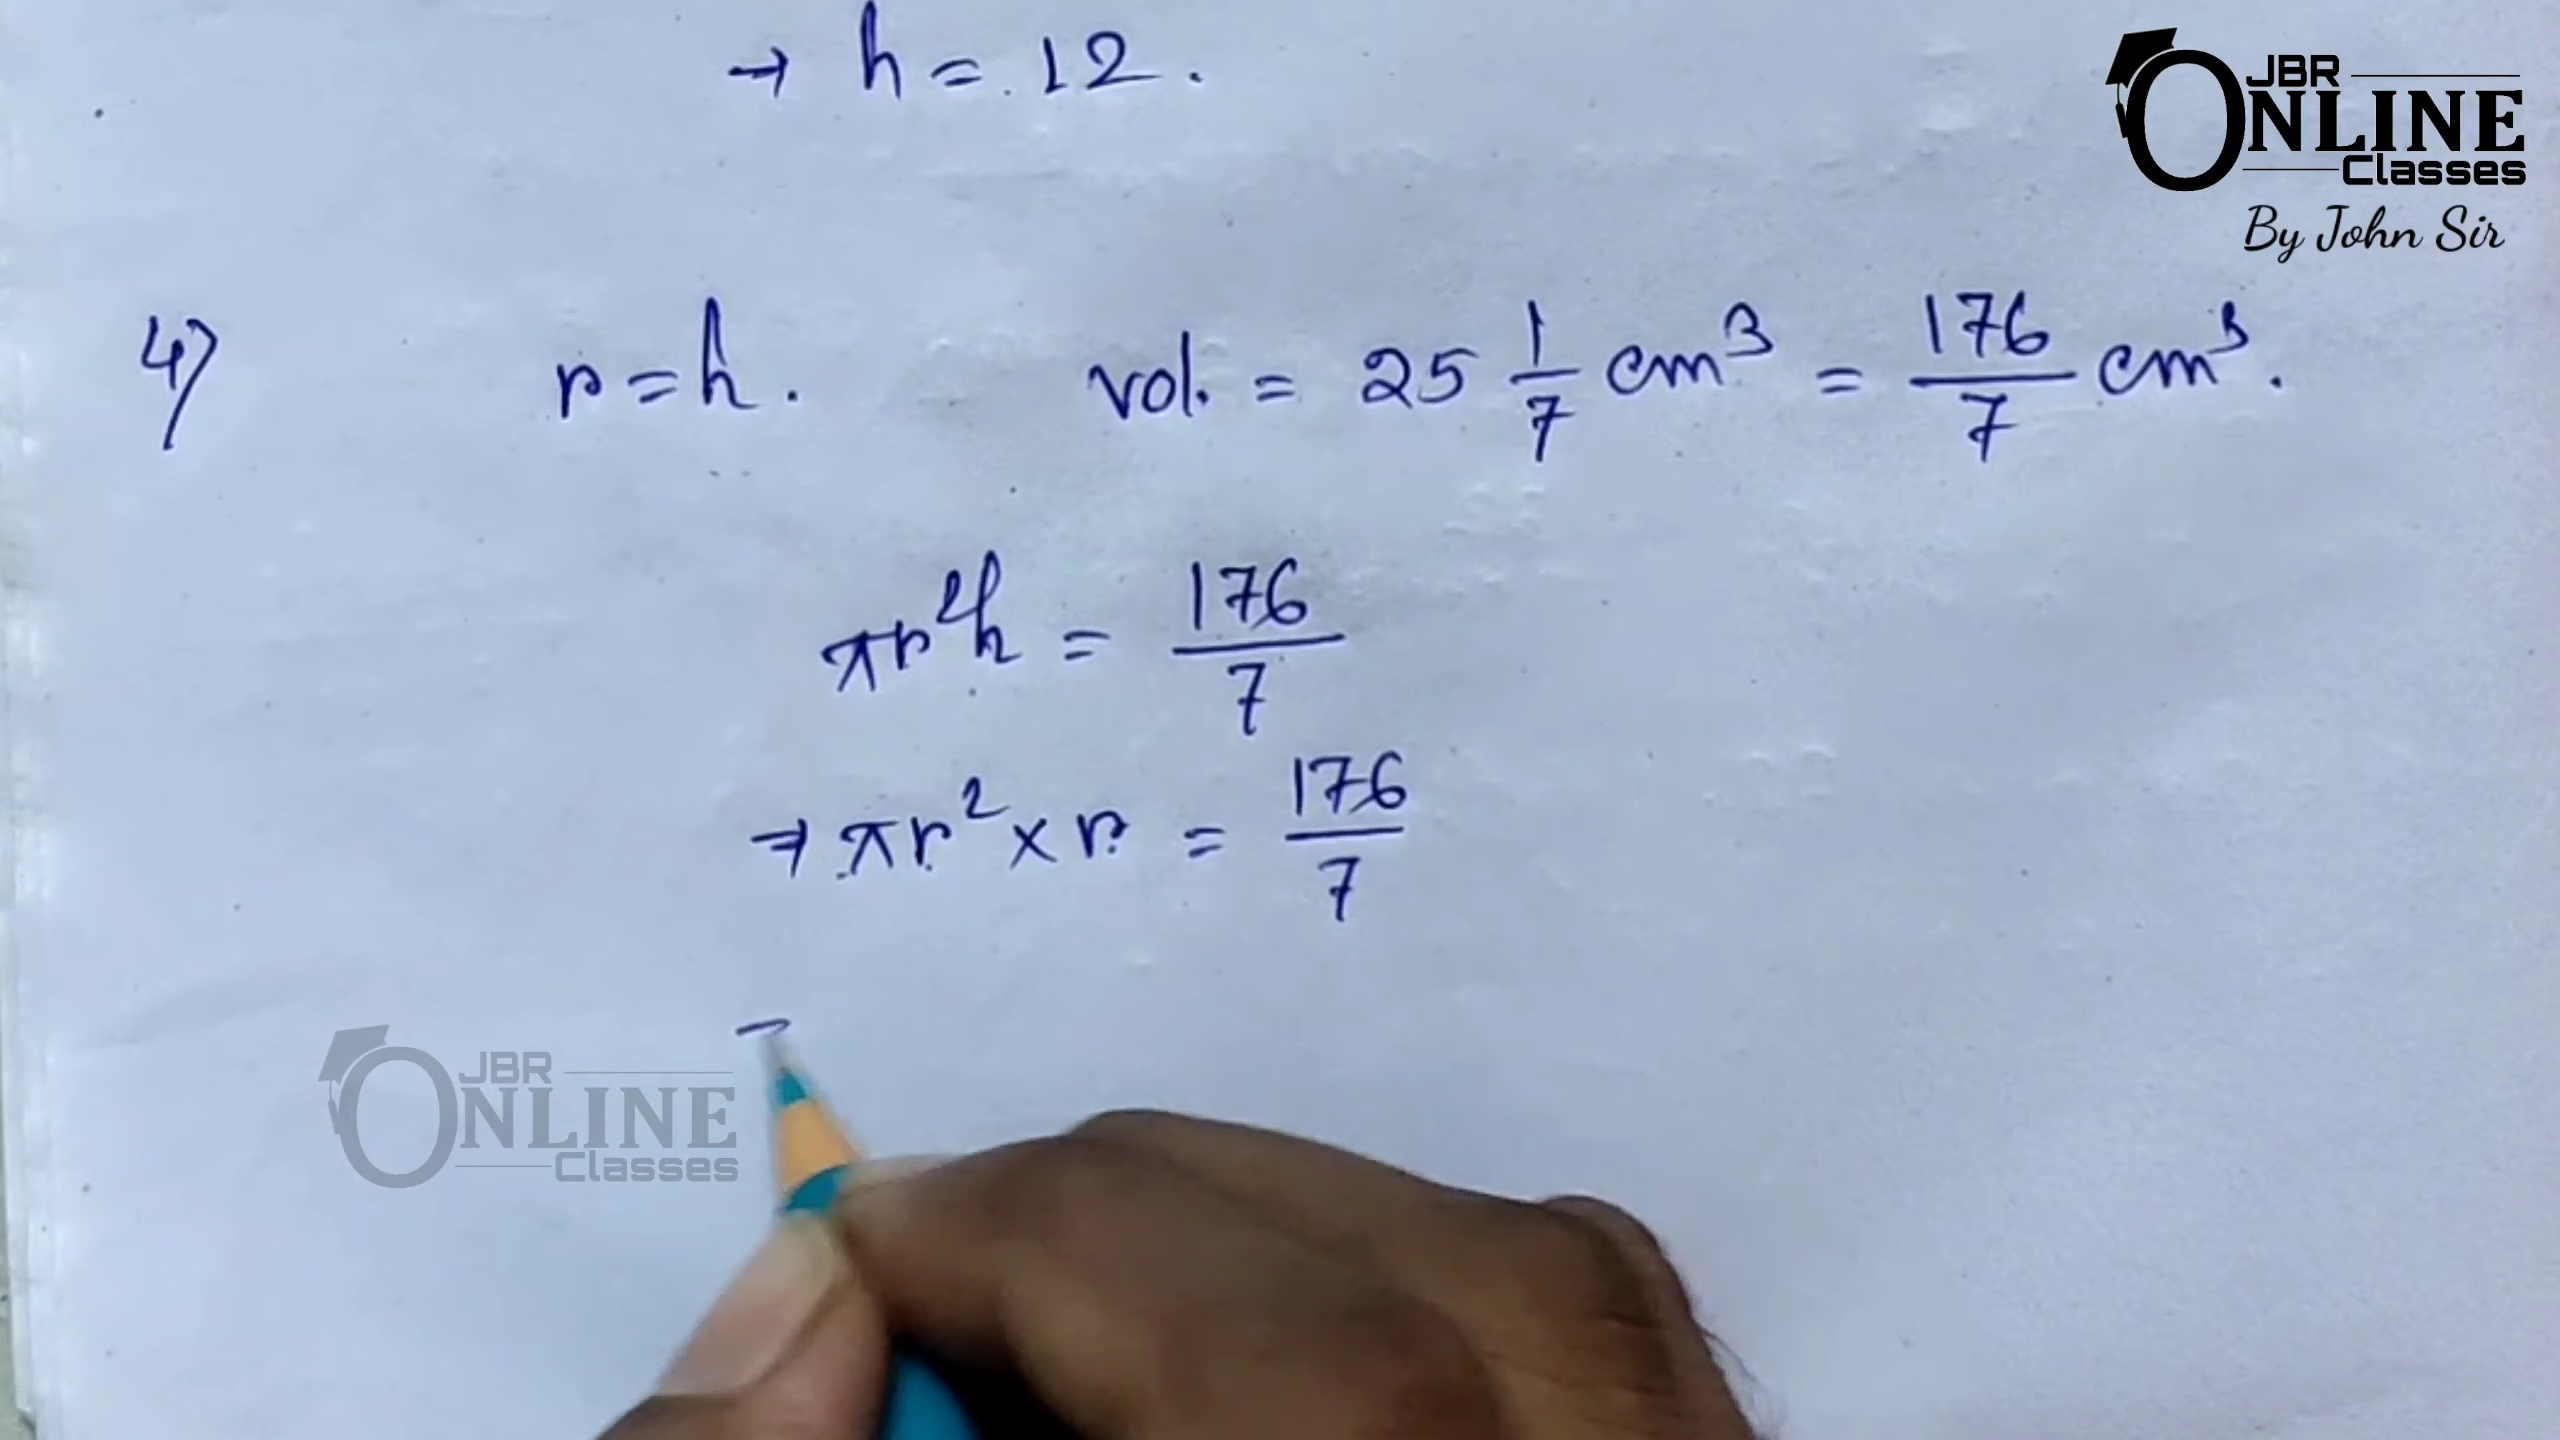 → h = 12.
JBR
ONLINE
Classes
By John Sir
4) r = h. vol. = 25 1/7 cm³ = 176/7 cm³.
πr²h = 176/7
⇒ πr² × r = 176/7
JBR
ONLINE
Classes